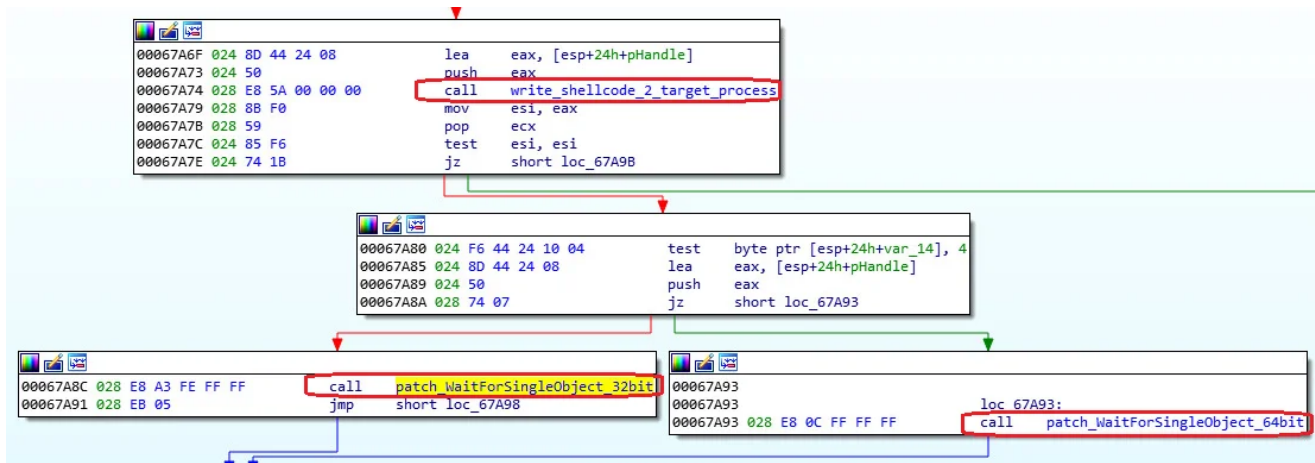 00067A6F 024 8D 44 24 08 lea eax, [esp+24h+pHandle]
00067A73 024 50 push eax
00067A74 028 E8 5A 00 00 00 call write_shellcode_2_target_process
00067A79 028 8B F0 mov esi, eax
00067A7B 028 59 pop ecx
00067A7C 024 85 F6 test esi, esi
00067A7E 024 74 1B jz short loc_67A9B
00067A80 024 F6 44 24 10 04 test byte ptr [esp+24h+var_14], 4
00067A85 024 8D 44 24 08 lea eax, [esp+24h+pHandle]
00067A89 024 50 push eax
00067A8A 028 74 07 jz short loc_67A93
00067A8C 028 E8 A3 FE FF FF call patch_WaitForSingleObject_32bit
00067A91 028 EB 05 jmp short loc_67A98
00067A93
00067A93 loc_67A93:
00067A93 028 E8 0C FF FF FF call patch_WaitForSingleObject_64bit